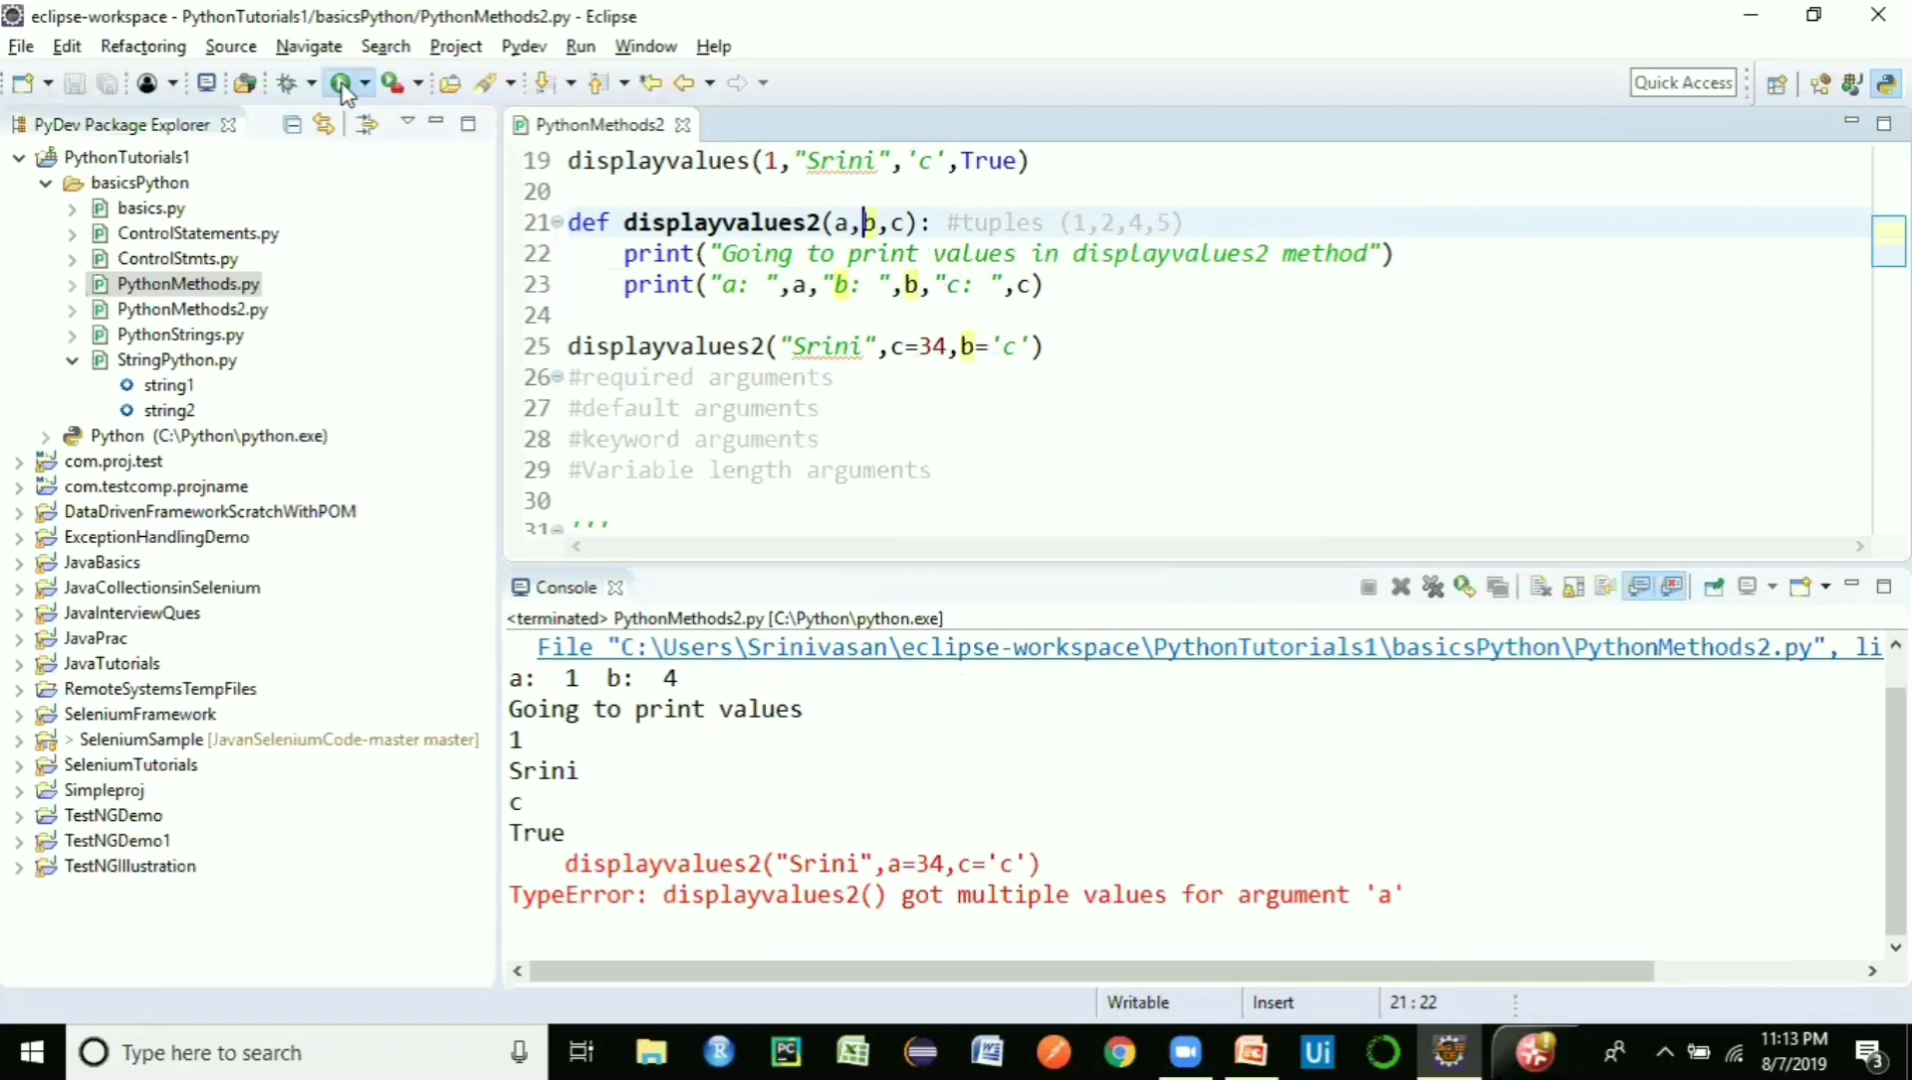 eclipse-workspace - PythonTutorials1/basicsPython/PythonMethods2.py - Eclipse
File Edit Refactoring Source Navigate Search Project Pydev Run Window Help
Quick Access
PyDev Package Explorer
PythonTutorials1
basicsPython
basics.py
ControlStatements.py
ControlStmts.py
PythonMethods.py
PythonMethods2.py
PythonStrings.py
StringPython.py
string1
string2
Python (C:\Python\python.exe)
com.proj.test
com.testcomp.projname
DataDrivenFrameworkScratchWithPOM
ExceptionHandlingDemo
JavaBasics
JavaCollectionsinSelenium
JavaInterviewQues
JavaPrac
JavaTutorials
RemoteSystemsTempFiles
SeleniumFramework
> SeleniumSample [JavanSeleniumCode-master master]
SeleniumTutorials
Simpleproj
TestNGDemo
TestNGDemo1
TestNGIllustration
PythonMethods2
19 displayvalues(1,"Srini",'c',True)
20
21 def displayvalues2(a,b,c): #tuples (1,2,4,5)
22 print("Going to print values in displayvalues2 method")
23 print("a: ",a,"b: ",b,"c: ",c)
24
25 displayvalues2("Srini",c=34,b='c')
26 #required arguments
27 #default arguments
28 #keyword arguments
29 #Variable length arguments
30
31 '''
Console
<terminated> PythonMethods2.py [C:\Python\python.exe]
File "C:\Users\Srinivasan\eclipse-workspace\PythonTutorials1\basicsPython\PythonMethods2.py", li
a: 1 b: 4
Going to print values
1
Srini
c
True
displayvalues2("Srini",a=34,c='c')
TypeError: displayvalues2() got multiple values for argument 'a'
Writable Insert 21 : 22
Type here to search
R
PC
Ui
11:13 PM
8/7/2019
3